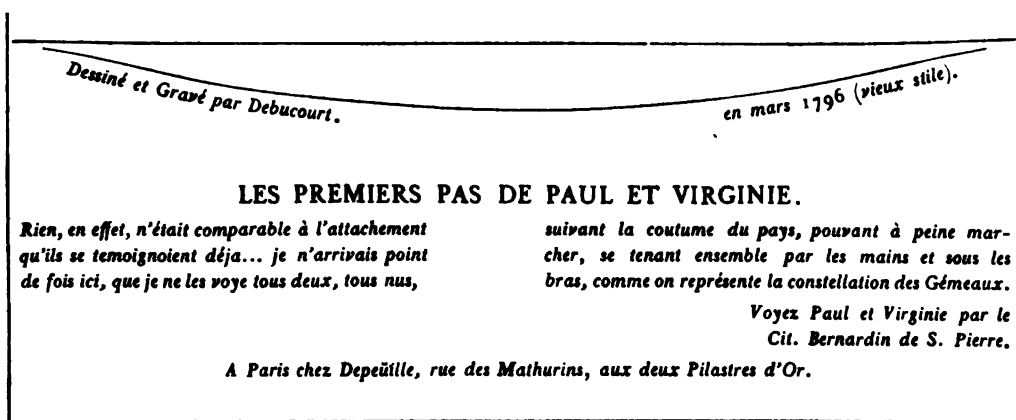 Dessiné et Gravé par Debucourt.
en mars 1796 (vieux stile).
LES PREMIERS PAS DE PAUL ET VIRGINIE.
Rien, en effet, n'était comparable à l'attachement
qu'ils se temoignoient déja... je n'arrivais point
de fois ici, que je ne les voye tous deux, tous nus,
suivant la coutume du pays, pouvant à peine mar-
cher, se tenant ensemble par les mains et sous les
bras, comme on représente la constellation des Gémeaux.
Voyez Paul et Virginie par le
Cit. Bernardin de S. Pierre.
A Paris chez Depeüille, rue des Mathurins, aux deux Pilastres d'Or.